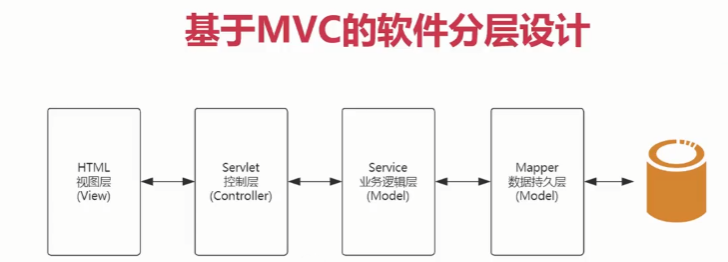 基于MVC的软件分层设计
HTML
视图层
(View)
Servlet
控制层
(Controller)
Service
业务逻辑层
(Model)
Mapper
数据持久层
(Model)